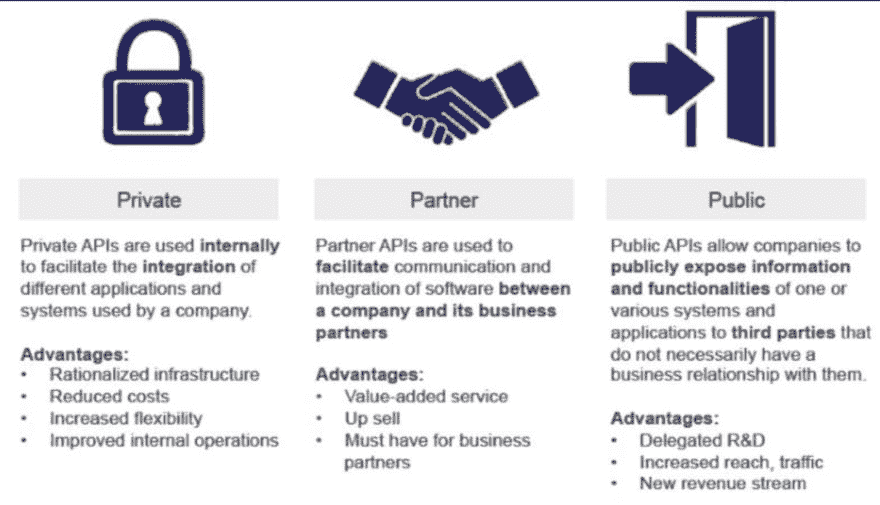 Private
Private APIs are used internally
to facilitate the integration of
different applications and
systems used by a company.
Advantages:
• Rationalized infrastructure
• Reduced costs
• Increased flexibility
• Improved internal operations
Partner
Partner APIs are used to
facilitate communication and
integration of software between
a company and its business
partners
Advantages:
• Value-added service
• Up sell
• Must have for business
partners
Public
Public APIs allow companies to
publicly expose information
and functionalities of one or
various systems and
applications to third parties that
do not necessarily have a
business relationship with them.
Advantages:
• Delegated R&D
• Increased reach, traffic
• New revenue stream